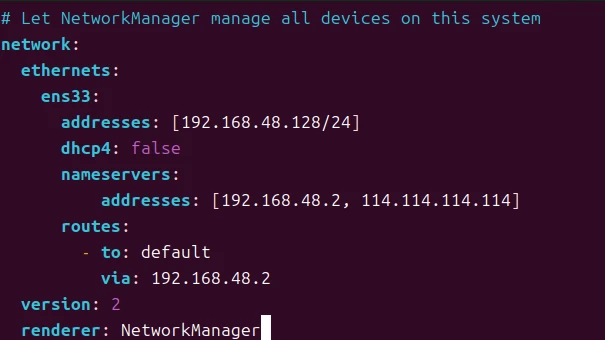 # Let NetworkManager manage all devices on this system
network:
  ethernets:
    ens33:
      addresses: [192.168.48.128/24]
      dhcp4: false
      nameservers:
          addresses: [192.168.48.2, 114.114.114.114]
      routes:
        - to: default
          via: 192.168.48.2
  version: 2
  renderer: NetworkManager